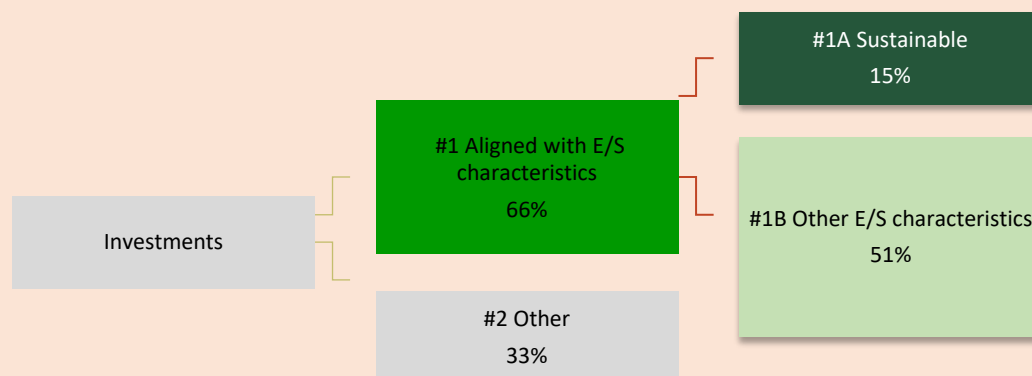 Investments
#1 Aligned with E/S
characteristics
66%
#2 Other
33%
#1A Sustainable
15%
#1B Other E/S characteristics
51%